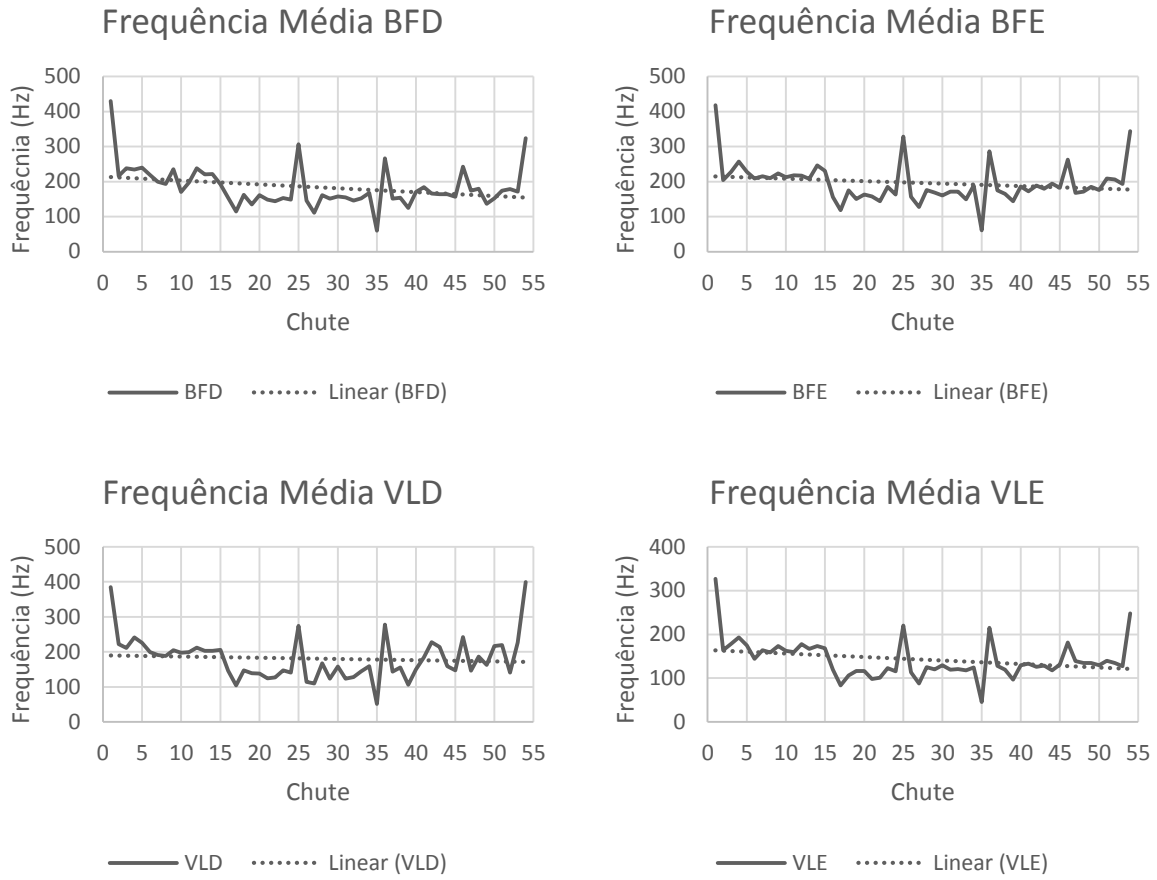 Frequência Média BFD
Frequêcnia (Hz)
500
400
300
200
100
0
0 5 10 15 20 25 30 35 40 45 50 55
Chute
BFD Linear (BFD)
Frequência Média BFE
Frequência (Hz)
500
400
300
200
100
0
0 5 10 15 20 25 30 35 40 45 50 55
Chute
BFE Linear (BFE)
Frequência Média VLD
Frequência (Hz)
500
400
300
200
100
0
0 5 10 15 20 25 30 35 40 45 50 55
Chute
VLD Linear (VLD)
Frequência Média VLE
Frequência (Hz)
400
300
200
100
0
0 5 10 15 20 25 30 35 40 45 50 55
Chute
VLE Linear (VLE)